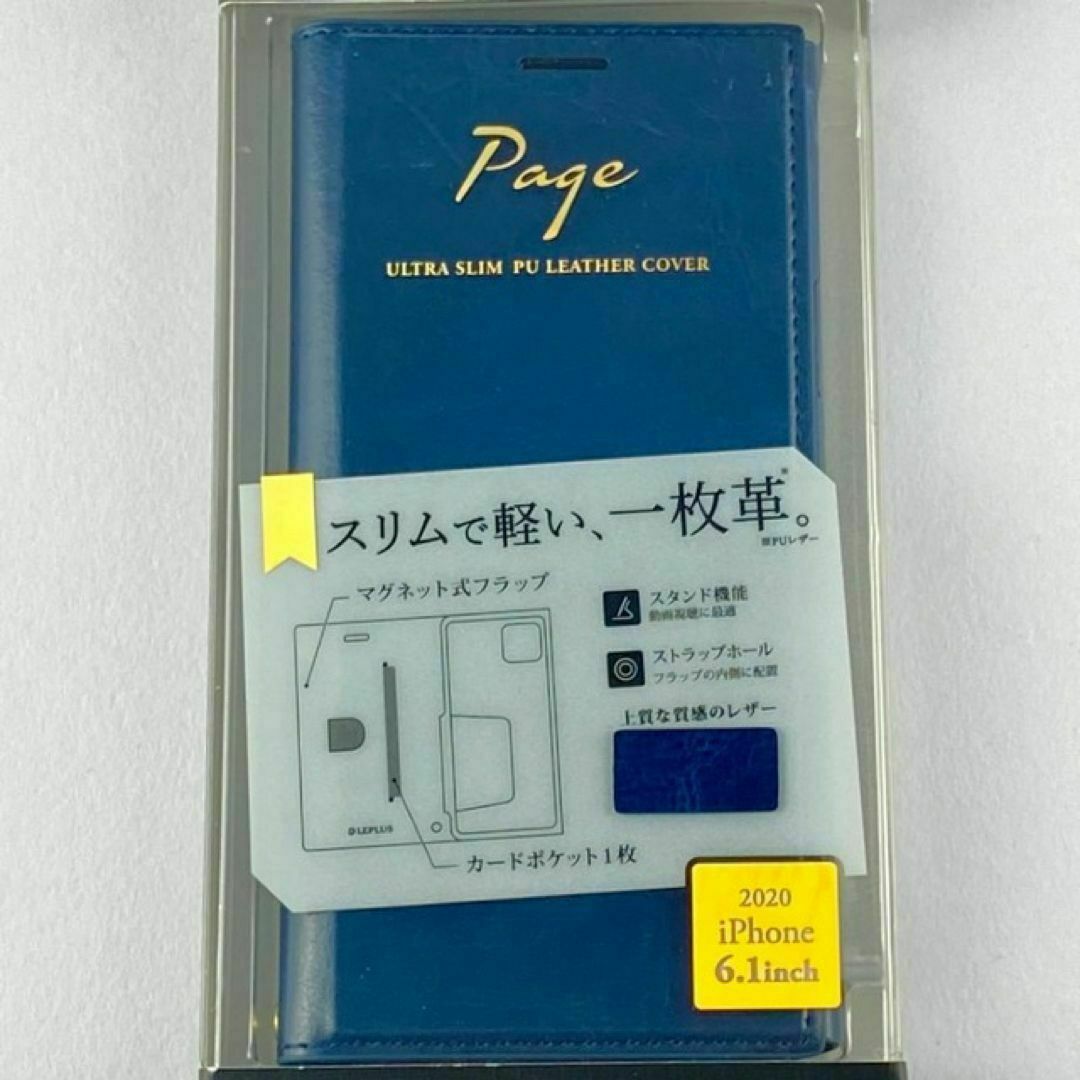 Page
ULTRA SLIM PU LEATHER COVER
スリムで軽い、一枚革。※
※PUレザー
マグネット式フラップ
スタンド機能
動画視聴に最適
ストラップホール
フラップの内側に配置
上質な質感のレザー
LEPLUS
カードポケット1枚
2020
iPhone
6.1inch